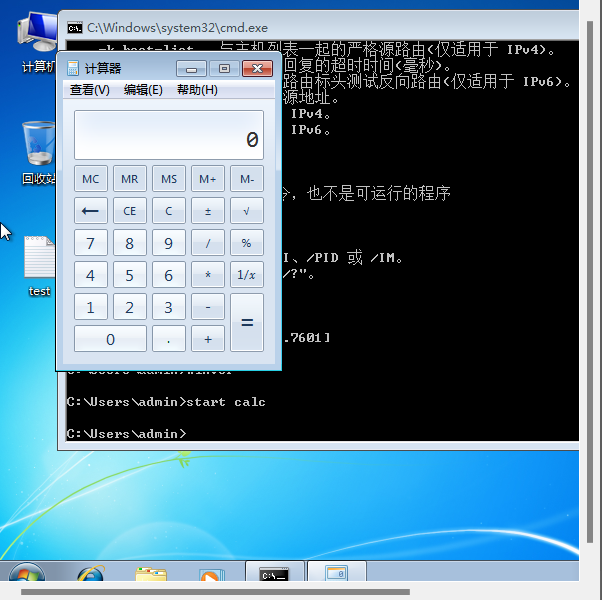 C:\Windows\system32\cmd.exe
-k host-list 与主机列表一起的严格源路由(仅适用于 IPv4)。
计算器
回复的超时时间(毫秒)。
查看(V) 编辑(E) 帮助(H)
路由标头测试反向路由(仅适用于 IPv6)。
源地址。
IPv4。
IPv6。
0
MC MR MS M+ M-
← CE C ± √
7 8 9 / %
4 5 6 * 1/x
1 2 3 - =
0 . +
，也不是可运行的程序
I、/PID 或 /IM。
/?"。
.7601]
C:\Users\admin>start calc
C:\Users\admin>
计算机
回收站
test